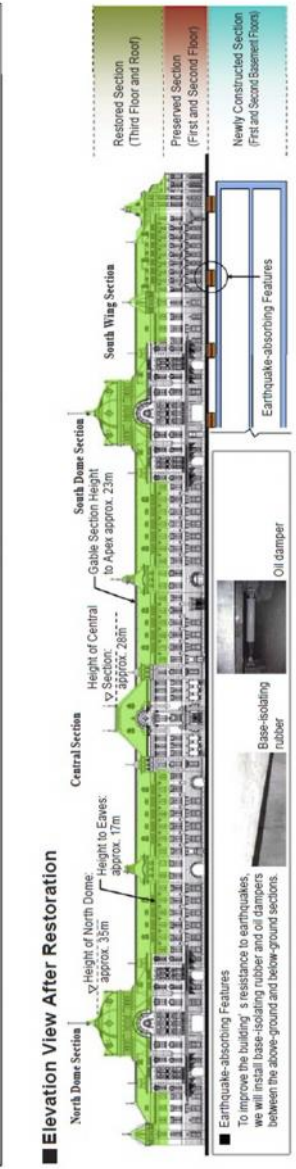 ■ Elevation View After Restoration
North Dome Section
Height of North Dome:
approx. 35m
Height to Eaves:
approx. 17m
Central Section
Height of Central
Section:
approx. 28m
Gable Section Height
to Apex approx. 23m
South Dome Section
South Wing Section
Restored Section
(Third Floor and Roof)
Preserved Section
(First and Second Floor)
Newly Constructed Section
(First and Second Basement Floors)
■ Earthquake-absorbing Features
To improve the building's resistance to earthquakes,
we will install base-isolating rubber and oil dampers
between the above-ground and below-ground sections.
Base-isolating
rubber
Oil damper
Earthquake-absorbing Features